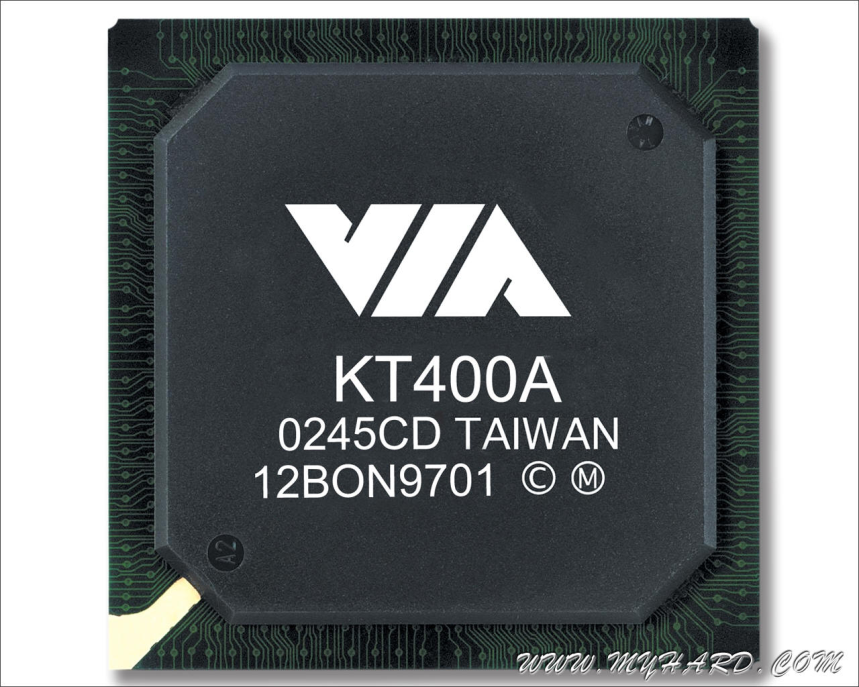 VIA
KT400A
0245CD TAIWAN
12BON9701 © Ⓜ
A2
WWW.MYHARD.COM